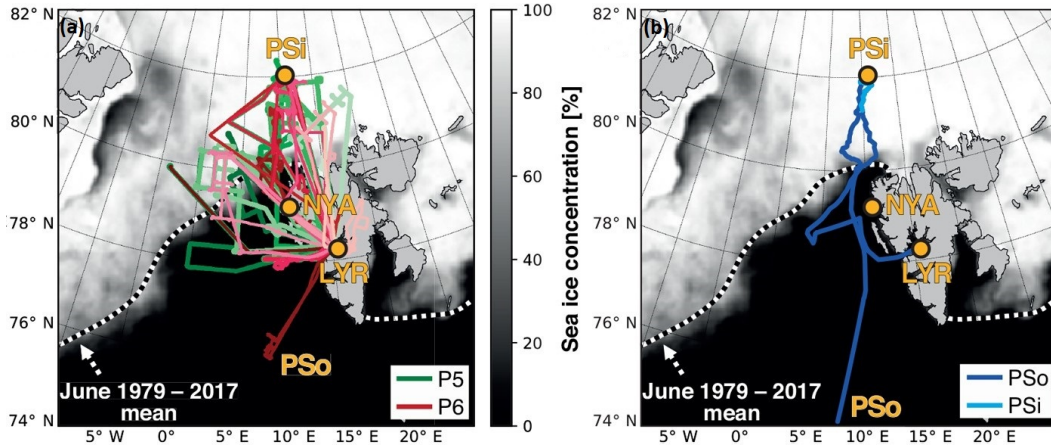 82° N
80° N
78° N
76° N
74° N
(a)
PSi
NYA
LYR
PSo
June 1979 – 2017
mean
P5
P6
5° W
0°
5° E
10° E
15° E
20° E
100
80
60
40
20
0
Sea ice concentration [%]
82° N
80° N
78° N
76° N
74° N
(b)
PSi
NYA
LYR
PSo
June 1979 – 2017
mean
PSo
PSi
5° W
0°
5° E
10° E
15° E
20° E